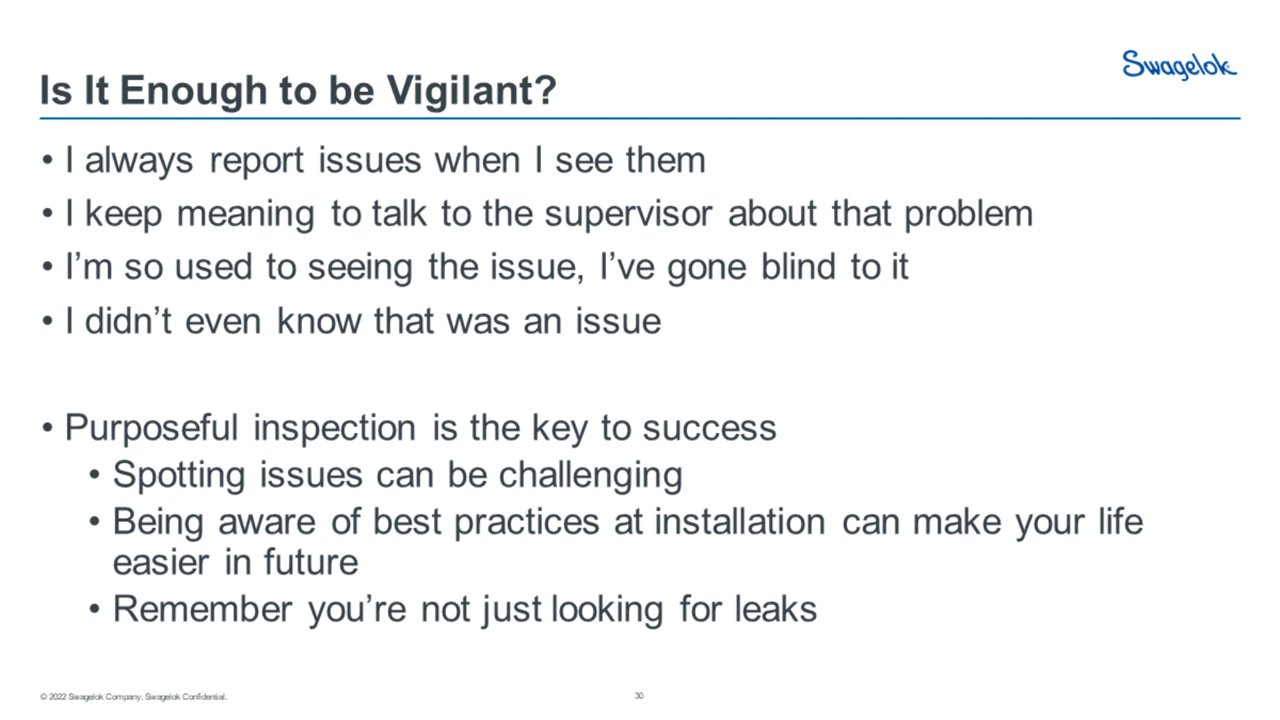 Swagelok
Is It Enough to be Vigilant?
• I always report issues when I see them
• I keep meaning to talk to the supervisor about that problem
• I’m so used to seeing the issue, I’ve gone blind to it
• I didn’t even know that was an issue
• Purposeful inspection is the key to success
• Spotting issues can be challenging
• Being aware of best practices at installation can make your life
easier in future
• Remember you’re not just looking for leaks
© 2022 Swagelok Company. Swagelok Confidential.
30